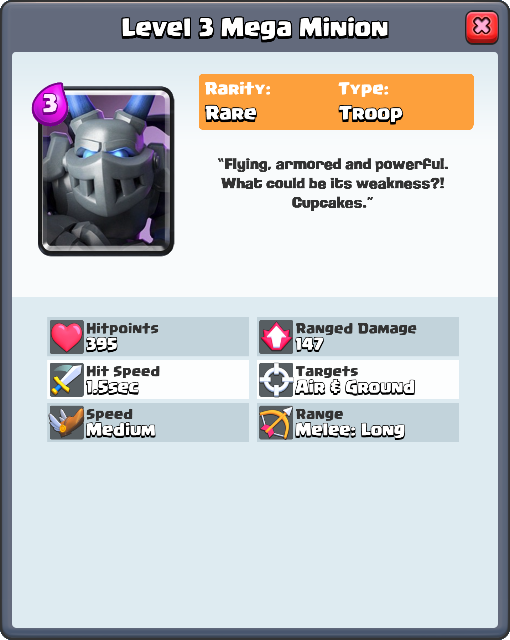 Level 3 Mega Minion
3
Rarity: Type:
Rare Troop
"Flying, armored and powerful.
What could be its weakness?!
Cupcakes."
Hitpoints
395
Ranged Damage
147
Hit Speed
1.5sec
Targets
Air & Ground
Speed
Medium
Range
Melee: Long